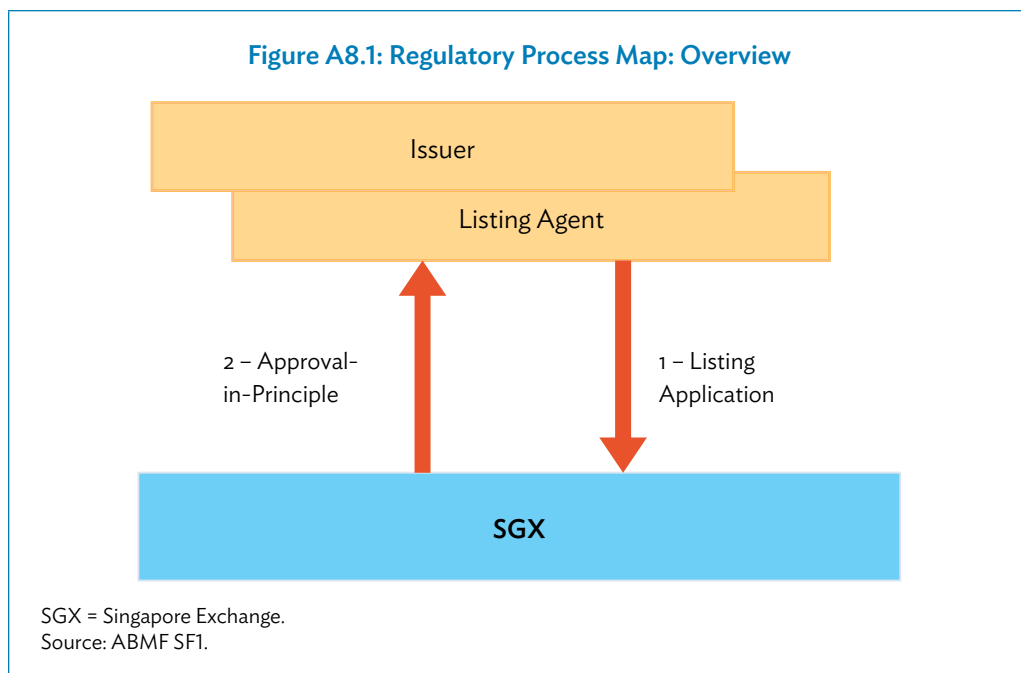 Figure A8.1: Regulatory Process Map: Overview
Issuer
Listing Agent
2 – Approval-
in-Principle
1 – Listing
Application
SGX
SGX = Singapore Exchange.
Source: ABMF SF1.